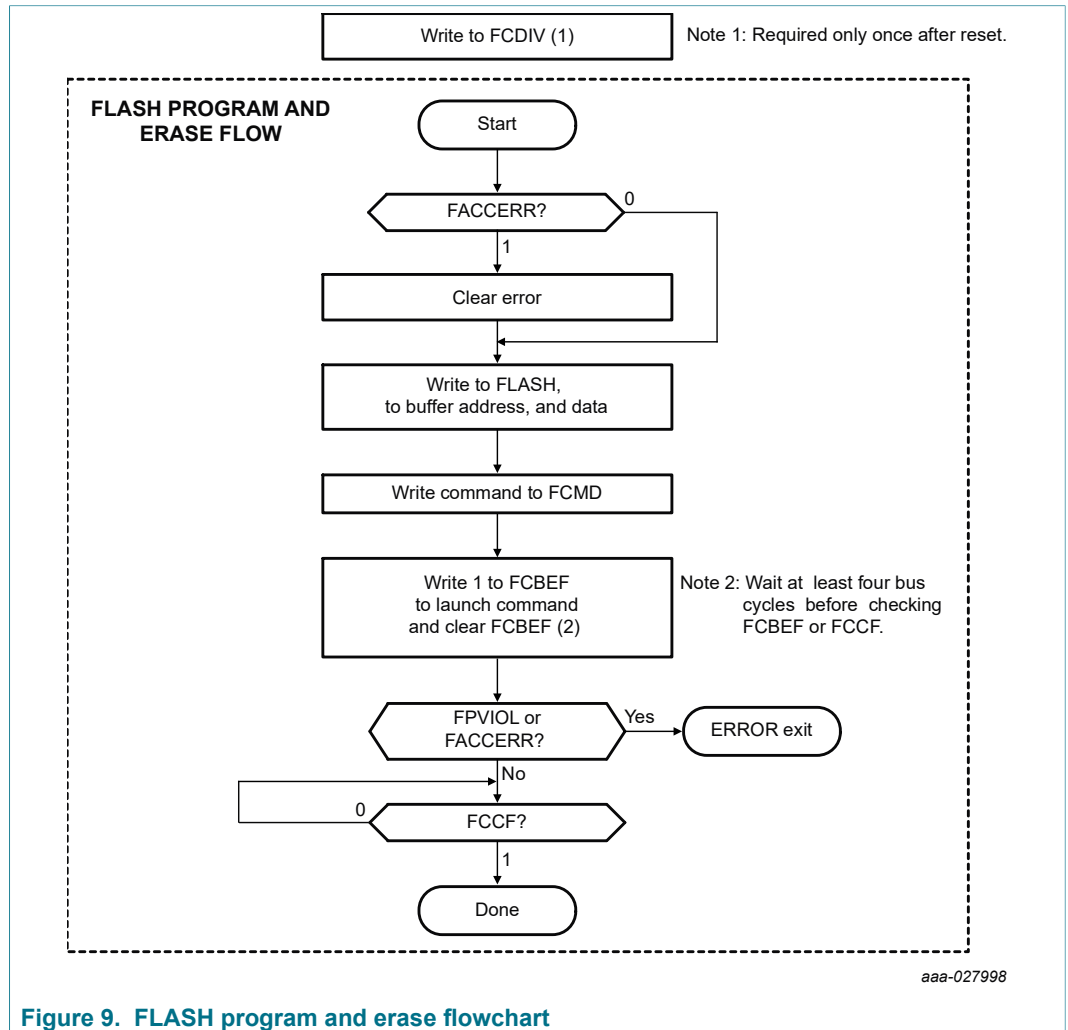 Write to FCDIV (1)
Note 1: Required only once after reset.
FLASH PROGRAM AND
ERASE FLOW
Start
FACCERR?
0
1
Clear error
Write to FLASH,
to buffer address, and data
Write command to FCMD
Write 1 to FCBEF
to launch command
and clear FCBEF (2)
Note 2: Wait at least four bus
cycles before checking
FCBEF or FCCF.
FPVIOL or
FACCERR?
Yes
ERROR exit
No
0
FCCF?
1
Done
aaa-027998
Figure 9. FLASH program and erase flowchart